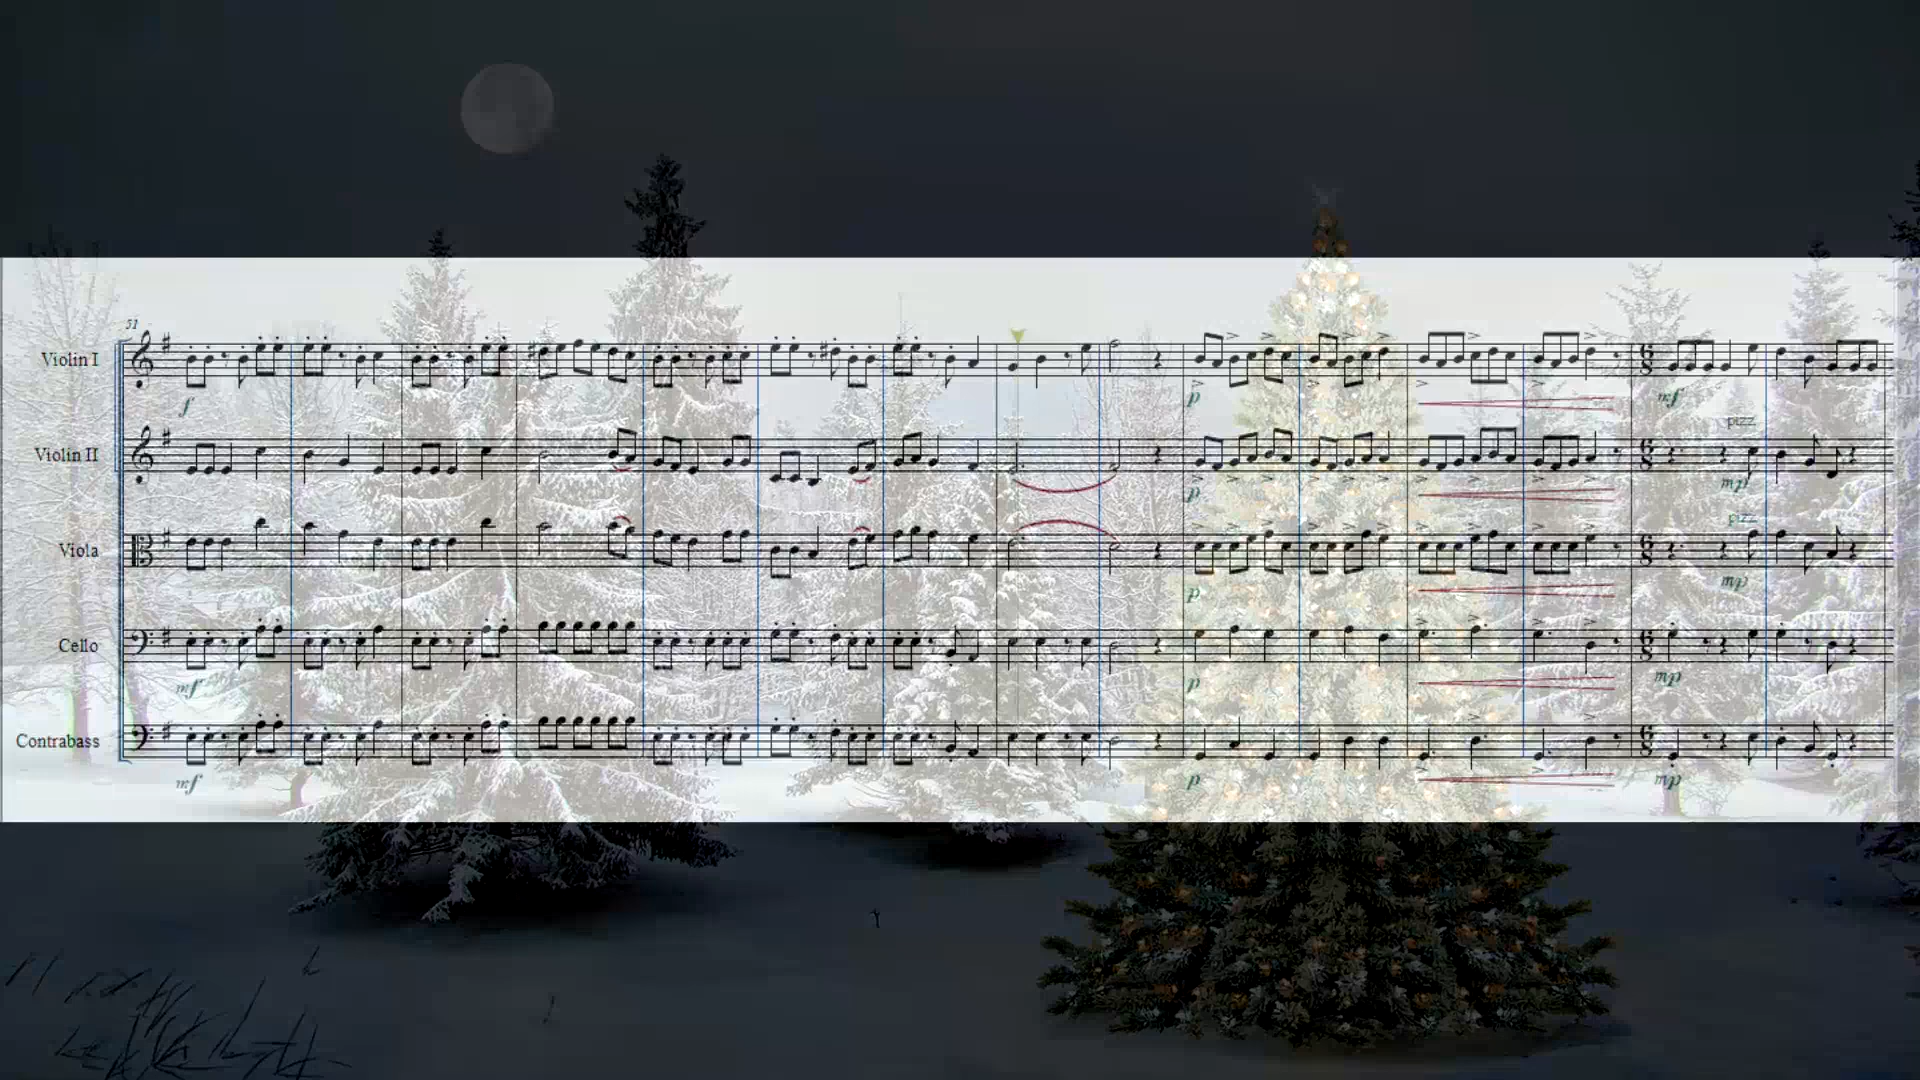 51
Violin I
f
p
mf
pizz.
Violin II
p
mp
pizz.
Viola
p
mp
Cello
mf
p
mp
Contrabass
mf
p
mp